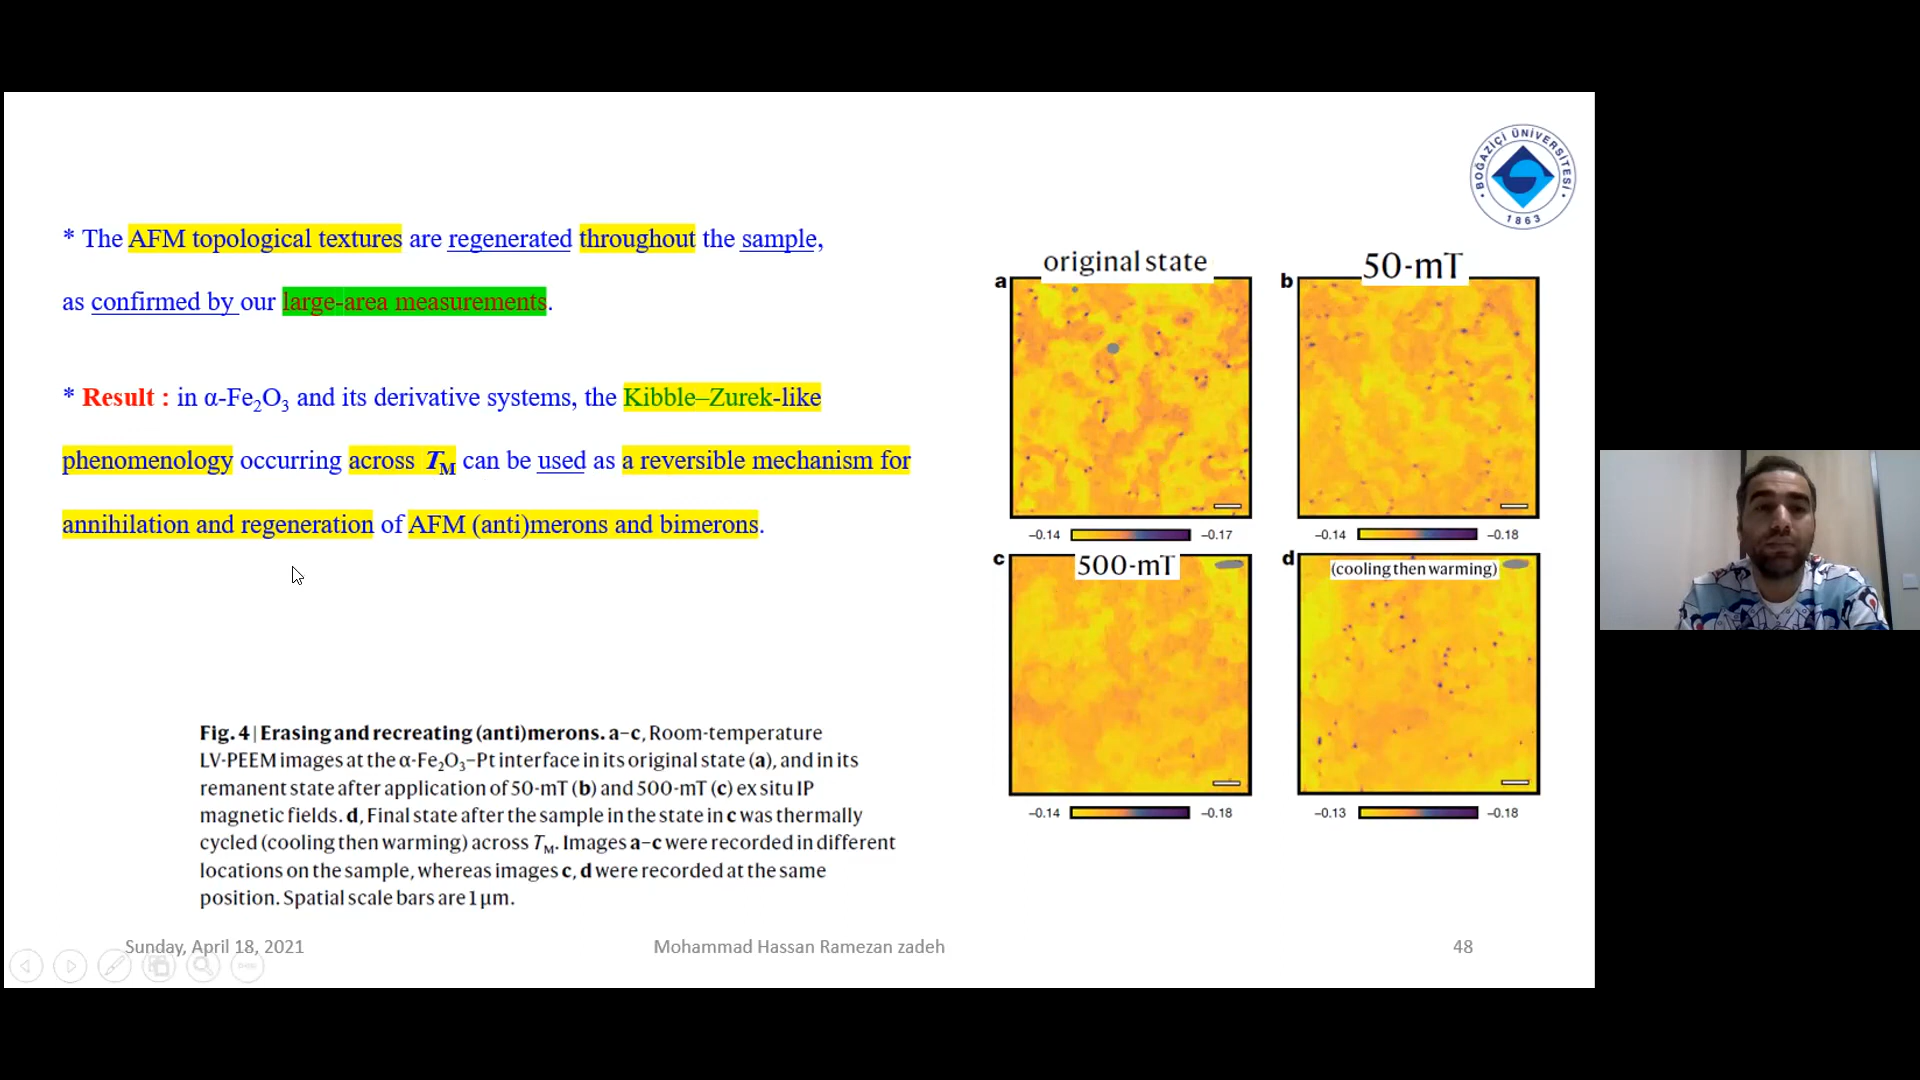 BOĞAZİÇİ ÜNİVERSİTESİ
1863
* The AFM topological textures are regenerated throughout the sample,
as confirmed by our large-area measurements.
* Result : in α-Fe₂O₃ and its derivative systems, the Kibble–Zurek-like
phenomenology occurring across T_M can be used as a reversible mechanism for
annihilation and regeneration of AFM (anti)merons and bimerons.
a
original state
−0.14 −0.17
b
50-mT
−0.14 −0.18
c
500-mT
−0.14 −0.18
d
(cooling then warming)
−0.13 −0.18
Fig. 4 | Erasing and recreating (anti)merons. a–c, Room-temperature
LV-PEEM images at the α-Fe₂O₃–Pt interface in its original state (a), and in its
remanent state after application of 50-mT (b) and 500-mT (c) ex situ IP
magnetic fields. d, Final state after the sample in the state in c was thermally
cycled (cooling then warming) across T_M. Images a–c were recorded in different
locations on the sample, whereas images c, d were recorded at the same
position. Spatial scale bars are 1 μm.
Sunday, April 18, 2021
Mohammad Hassan Ramezan zadeh
48